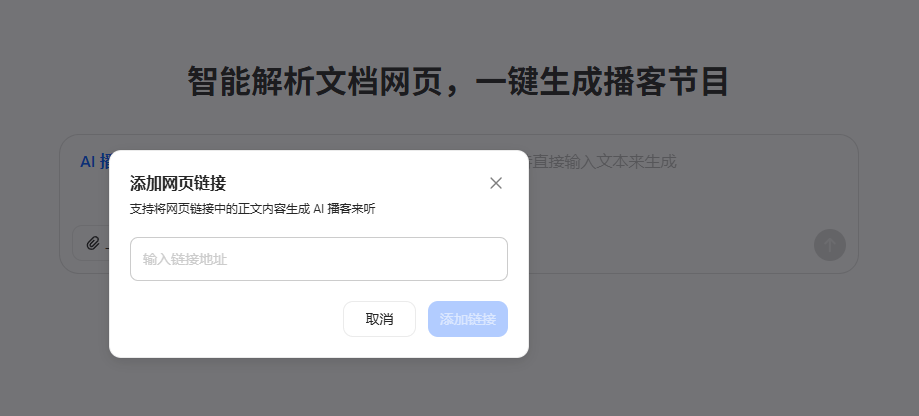 智能解析文档网页，一键生成播客节目
AI 播
直接输入文本来生成
添加网页链接
支持将网页链接中的正文内容生成 AI 播客来听
输入链接地址
取消
添加链接